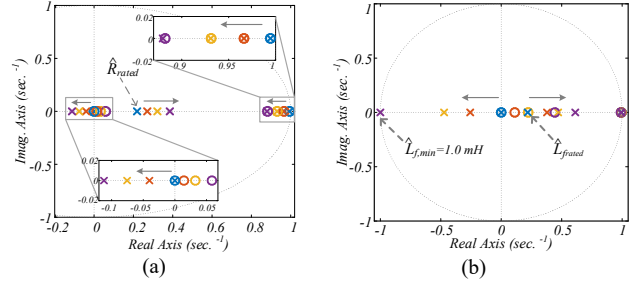 (a)
1
0.5
0
-0.5
-1
Imag. Axis (sec. -1)
-0.2 0 0.2 0.4 0.6 0.8 1
Real Axis (sec. -1)
0.02
0
-0.02
0.9 0.95 1
R̂rated
0.02
0
-0.02
-0.1 -0.05 0 0.05
(a)
(b)
1
0.5
0
-0.5
-1
Imag. Axis (sec. -1)
-1 -0.5 0 0.5 1
Real Axis (sec. -1)
L̂f,min=1.0 mH
L̂frated
(b)